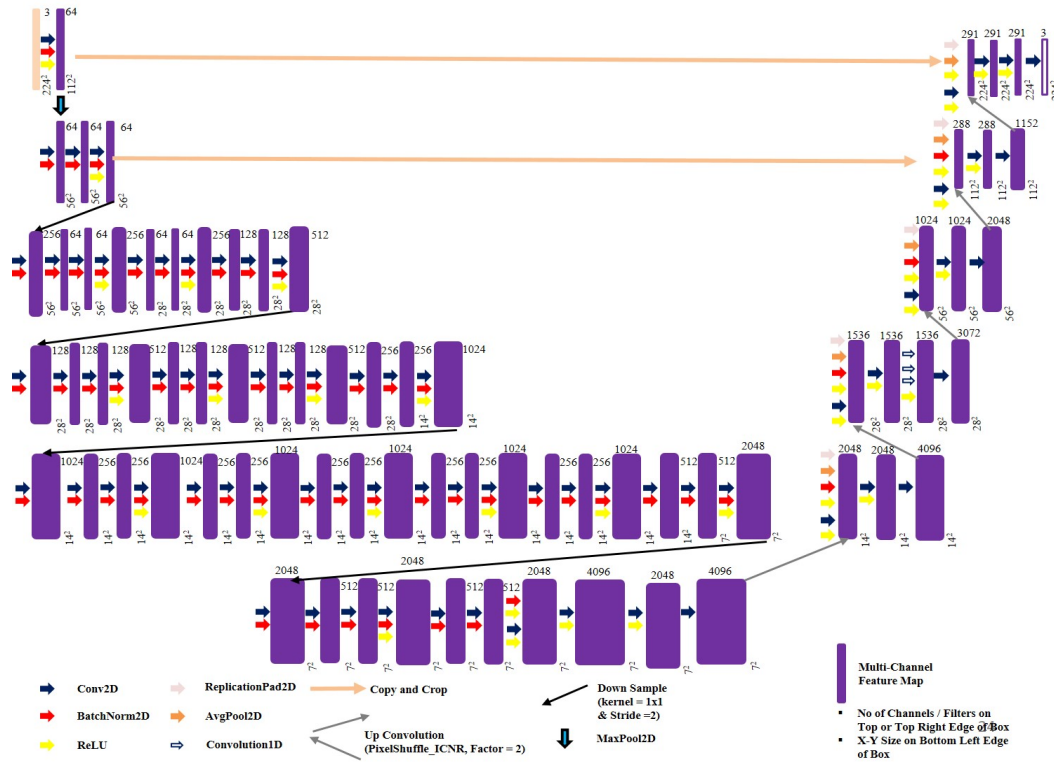 3 64
224² 112²
291 291 291 3
224² 224² 224² 224²
64 64 64
56² 56² 56²
288 288 1152
112² 112² 112²
256 64 64 256 64 64 256 128 128 512
56² 56² 56² 56² 28² 28² 28² 28² 28² 28²
1024 1024 2048
56² 56² 56²
128 128 128 512 128 128 512 128 128 512 256 256 1024
28² 28² 28² 28² 28² 28² 28² 28² 28² 28² 28² 14² 14²
1536 1536 1536 3072
28² 28² 28² 28²
1024 256 256 1024 256 256 1024 256 256 1024 256 256 1024 256 256 1024 512 512 2048
14² 14² 14² 14² 14² 14² 14² 14² 14² 14² 14² 14² 14² 14² 14² 14² 14² 7² 7²
2048 2048 4096
14² 14² 14²
2048 512 512 2048 512 512 2048 4096 2048 4096
7² 7² 7² 7² 7² 7² 7² 7² 7² 7²
Conv2D
BatchNorm2D
ReLU
ReplicationPad2D
AvgPool2D
Convolution1D
Copy and Crop
Up Convolution
(PixelShuffle_ICNR, Factor = 2)
Down Sample
(kernel = 1x1
& Stride =2)
MaxPool2D
Multi-Channel
Feature Map
▪ No of Channels / Filters on
Top or Top Right Edge of Box
▪ X-Y Size on Bottom Left Edge
of Box